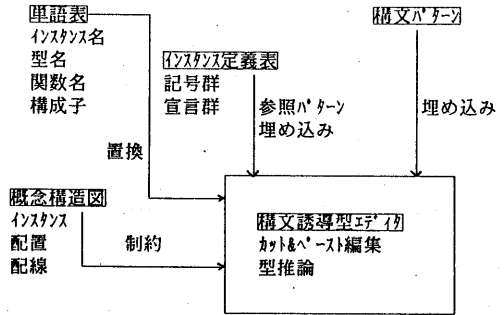 単語表
インスタンス名
型名
関数名
構成子
置換
インスタンス定義表
記号群
宣言群
参照パターン
埋め込み
構文パターン
埋め込み
概念構造図
インスタンス
配置
配線
制約
構文誘導型エディタ
カット&ペースト編集
型推論